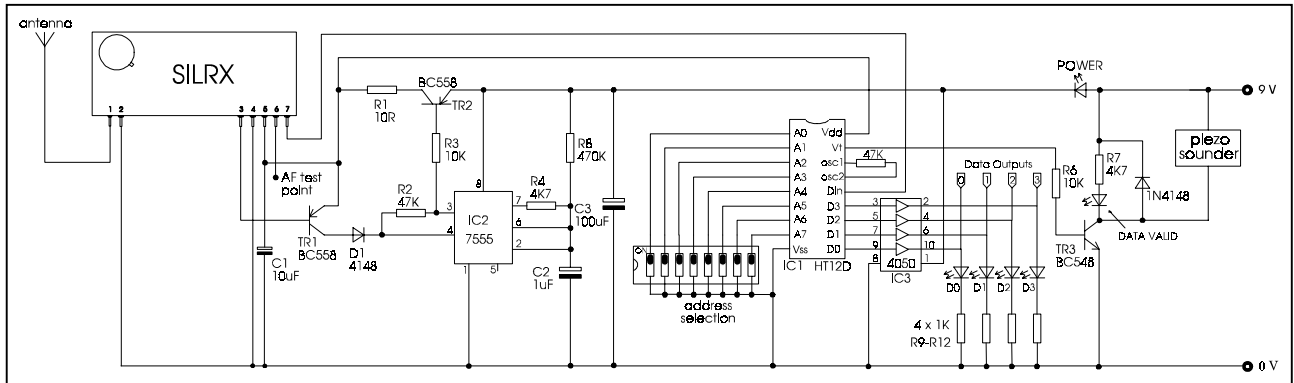 antenna
SILRX
1 2 3 4 5 6 7
AF test
point
R1
10R
BC558
TR2
R3
10K
R2
47K
TR1
BC558
D1
4148
C1
10uF
8
3
4
7
6
2
1
5
IC2
7555
R4
4K7
R8
470K
C3
100uF
C2
1uF
address
selection
A0
A1
A2
A3
A4
A5
A6
A7
Vss
Vdd
Vt
osc1
osc2
Din
D3
D2
D1
D0
IC1 HT12D
47K
3 2
5 4
7 6
9 10
8 1
4050
IC3
Data Outputs
0 1 2 3
D0 D1 D2 D3
4 x 1K
R9-R12
R6
10K
POWER
R7
4K7
1N4148
DATA VALID
TR3
BC548
piezo
sounder
9 V
0 V